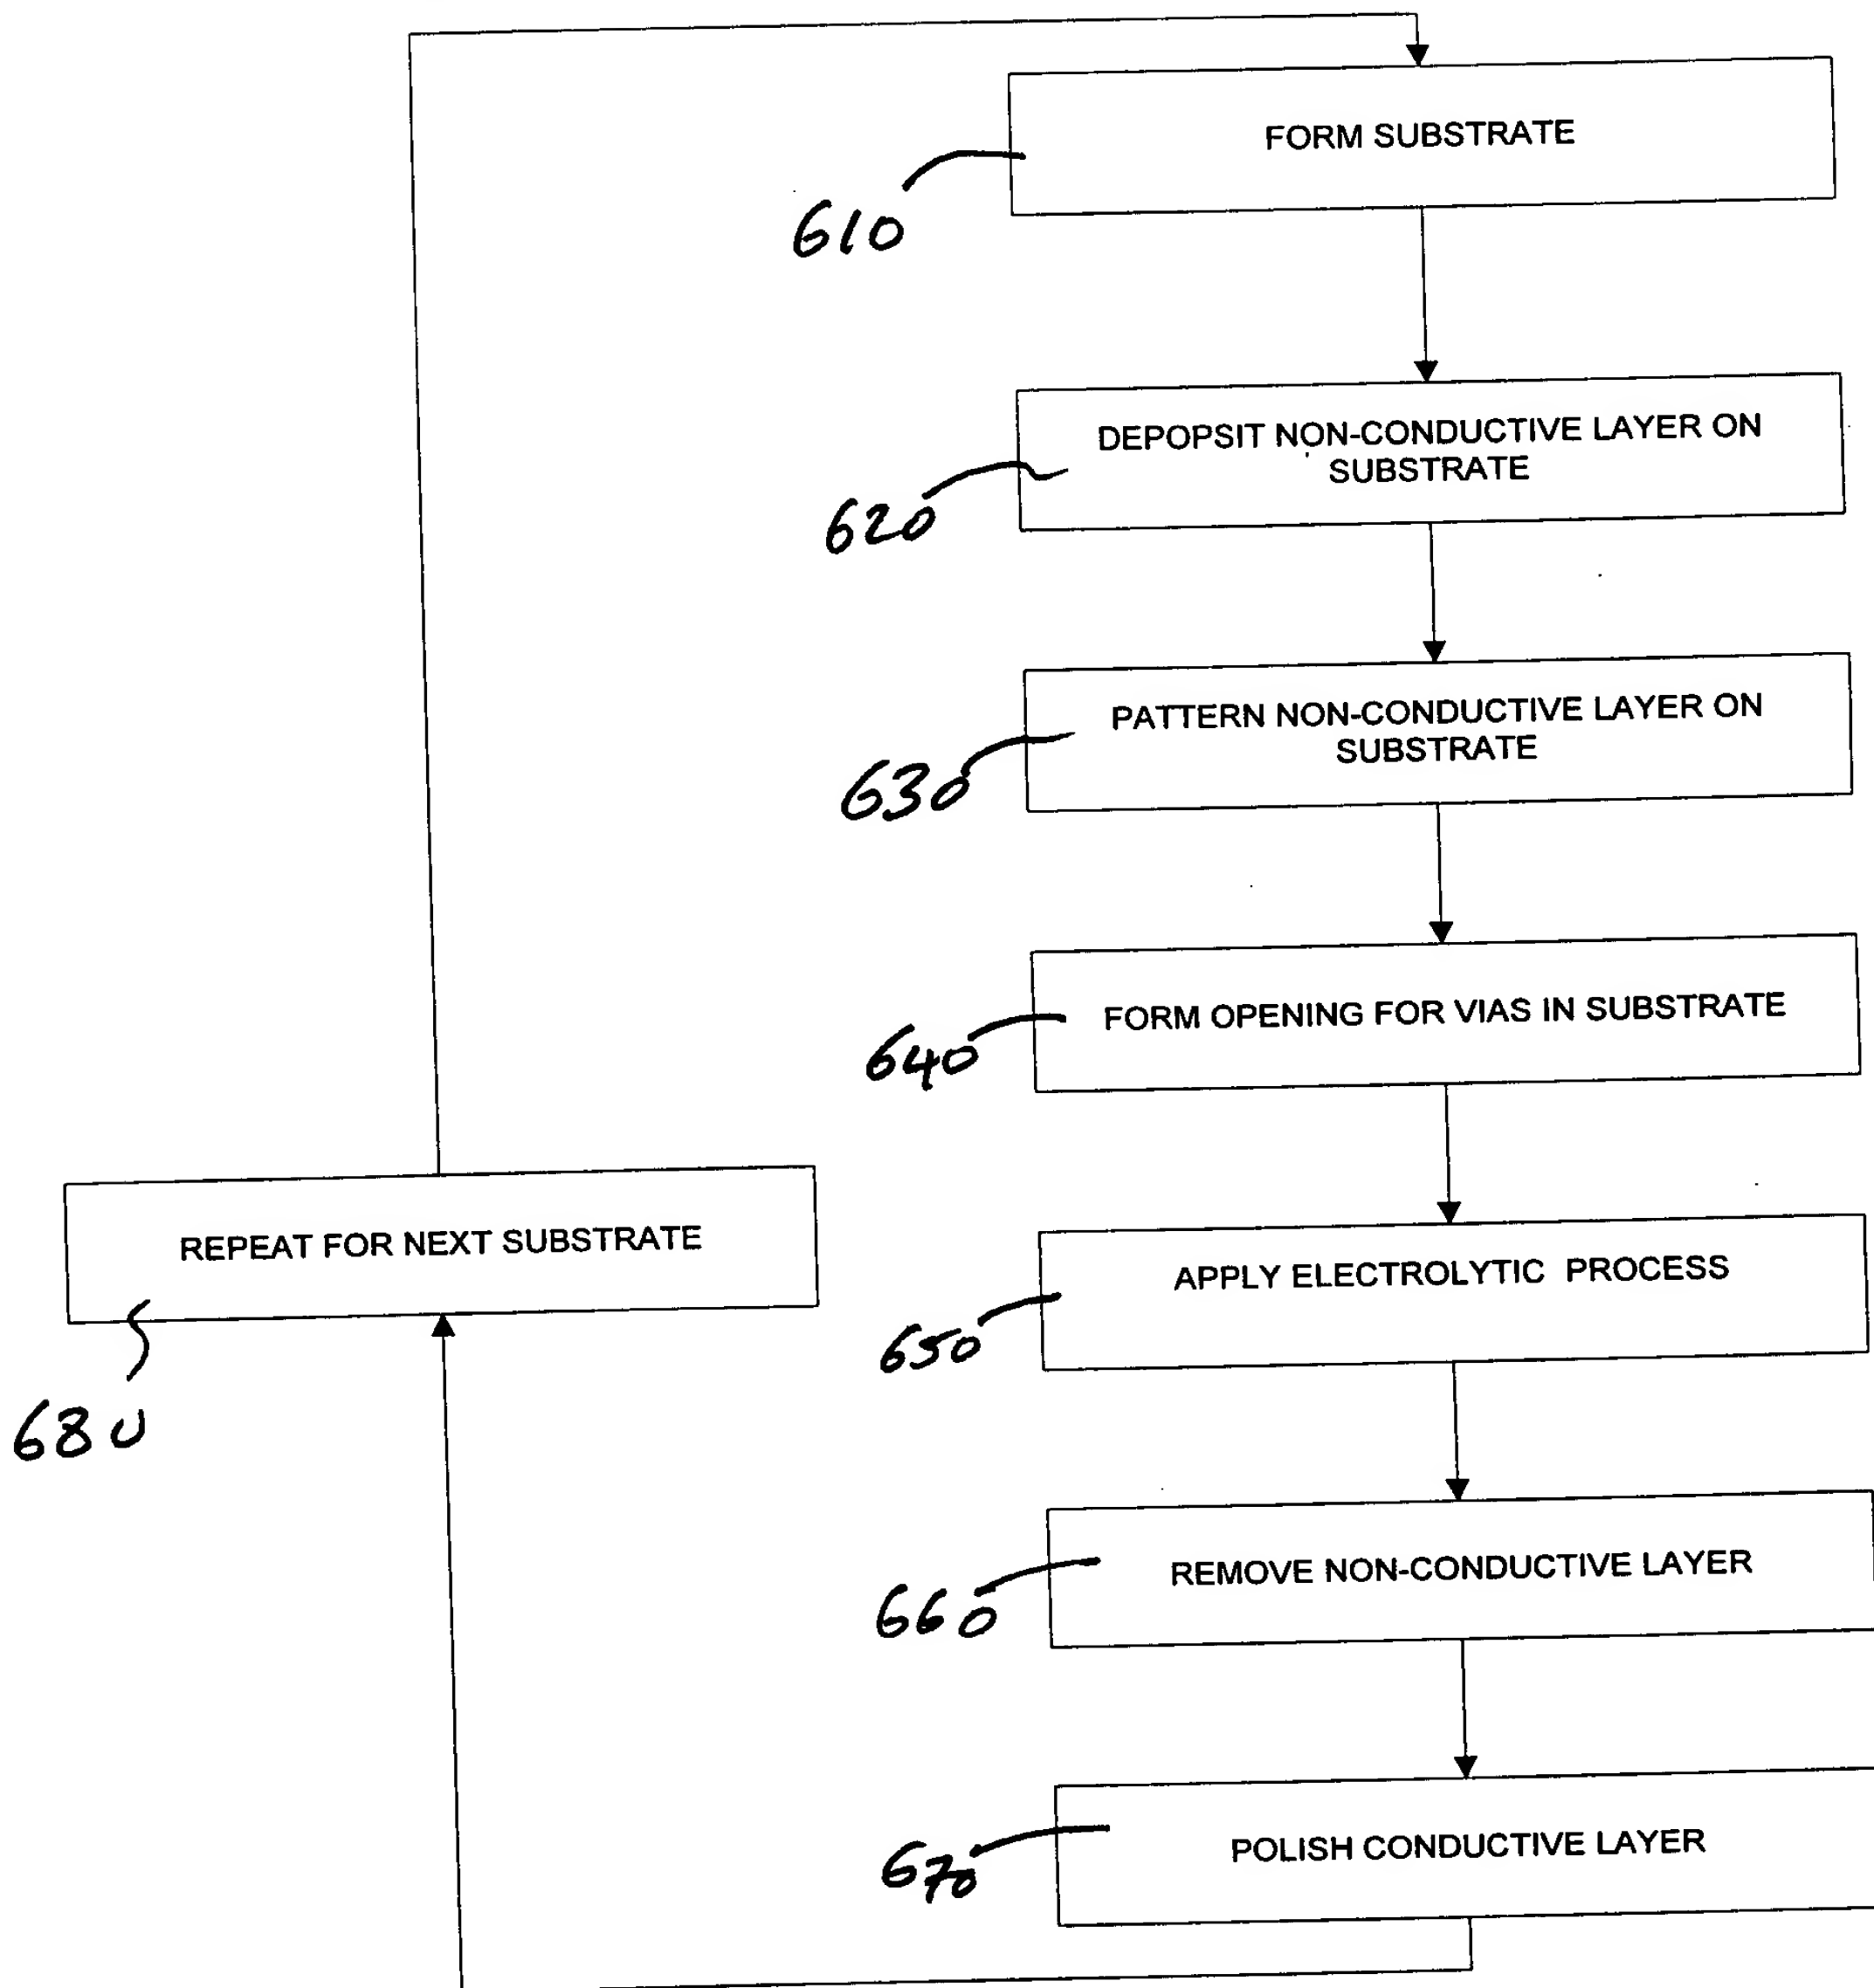 FORM SUBSTRATE
610
DEPOPSIT NON-CONDUCTIVE LAYER ON
SUBSTRATE
620
PATTERN NON-CONDUCTIVE LAYER ON
SUBSTRATE
630
FORM OPENING FOR VIAS IN SUBSTRATE
640
REPEAT FOR NEXT SUBSTRATE
680
APPLY ELECTROLYTIC PROCESS
650
REMOVE NON-CONDUCTIVE LAYER
660
POLISH CONDUCTIVE LAYER
670